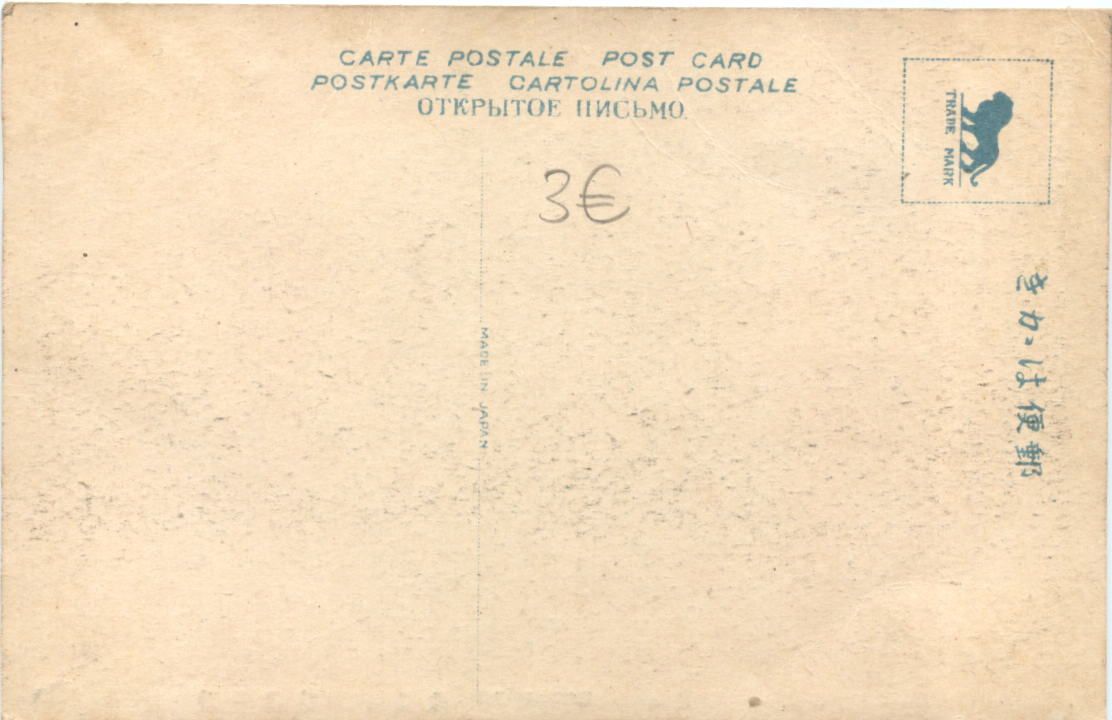 CARTE POSTALE POST CARD
POSTKARTE CARTOLINA POSTALE
ОТКРЫТОЕ ПИСЬМО.
TRADE MARK
3€
郵便はがき
MADE IN JAPAN